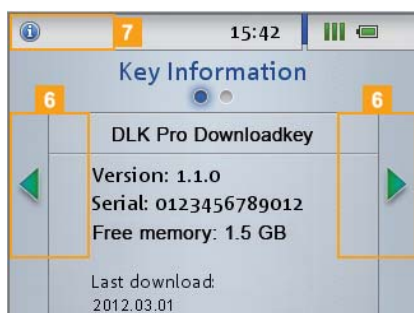 7 15:42
Key Information
6 6
DLK Pro Downloadkey
Version: 1.1.0
Serial: 0123456789012
Free memory: 1.5 GB
Last download:
2012.03.01